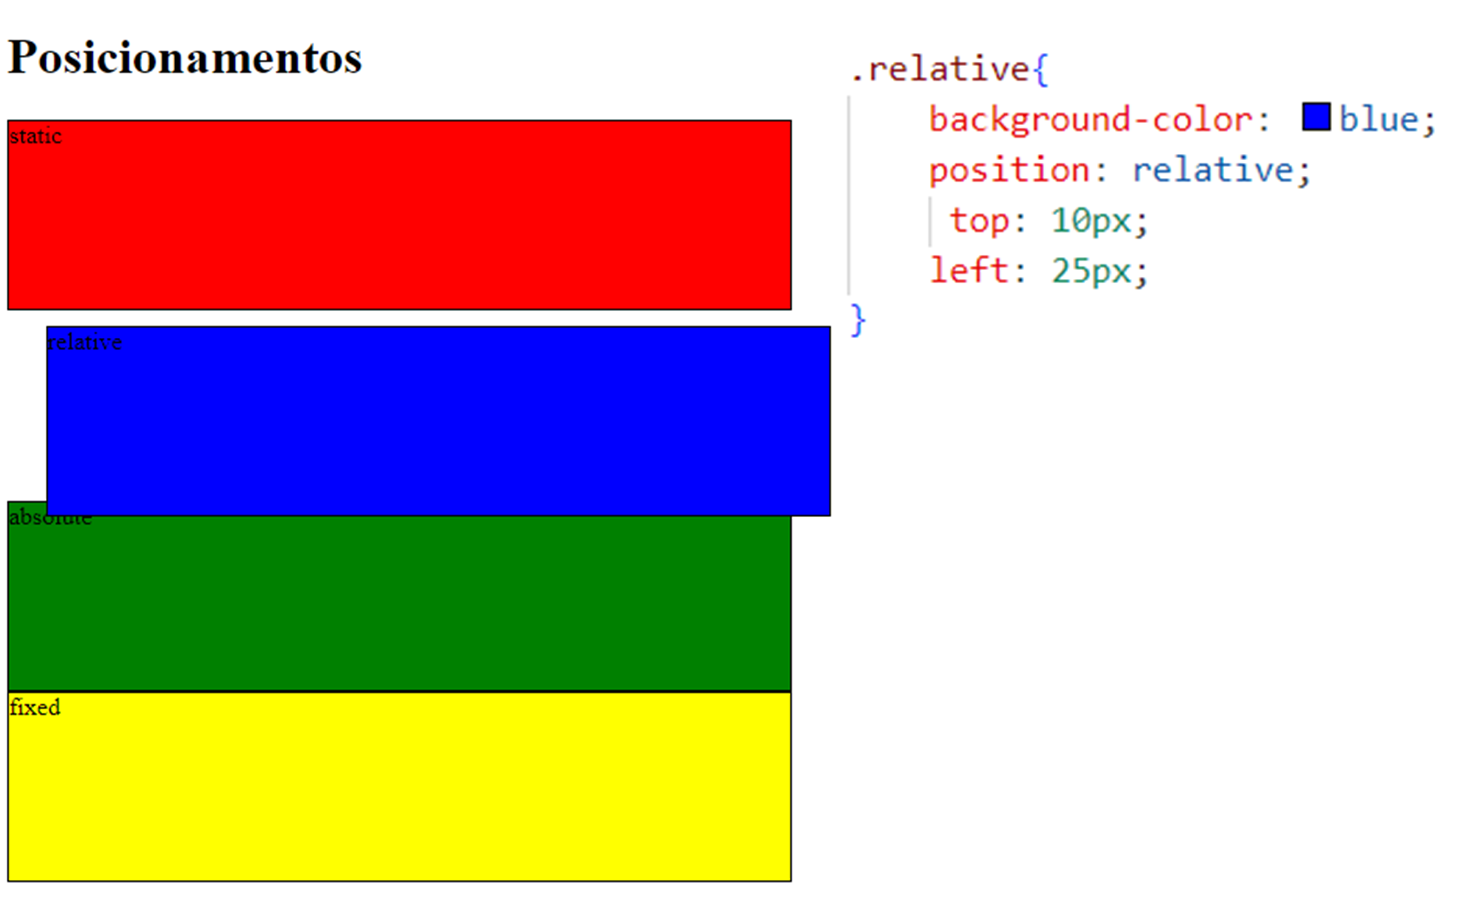 Posicionamentos
static
relative
absolute
fixed
.relative{
background-color: blue;
position: relative;
top: 10px;
left: 25px;
}